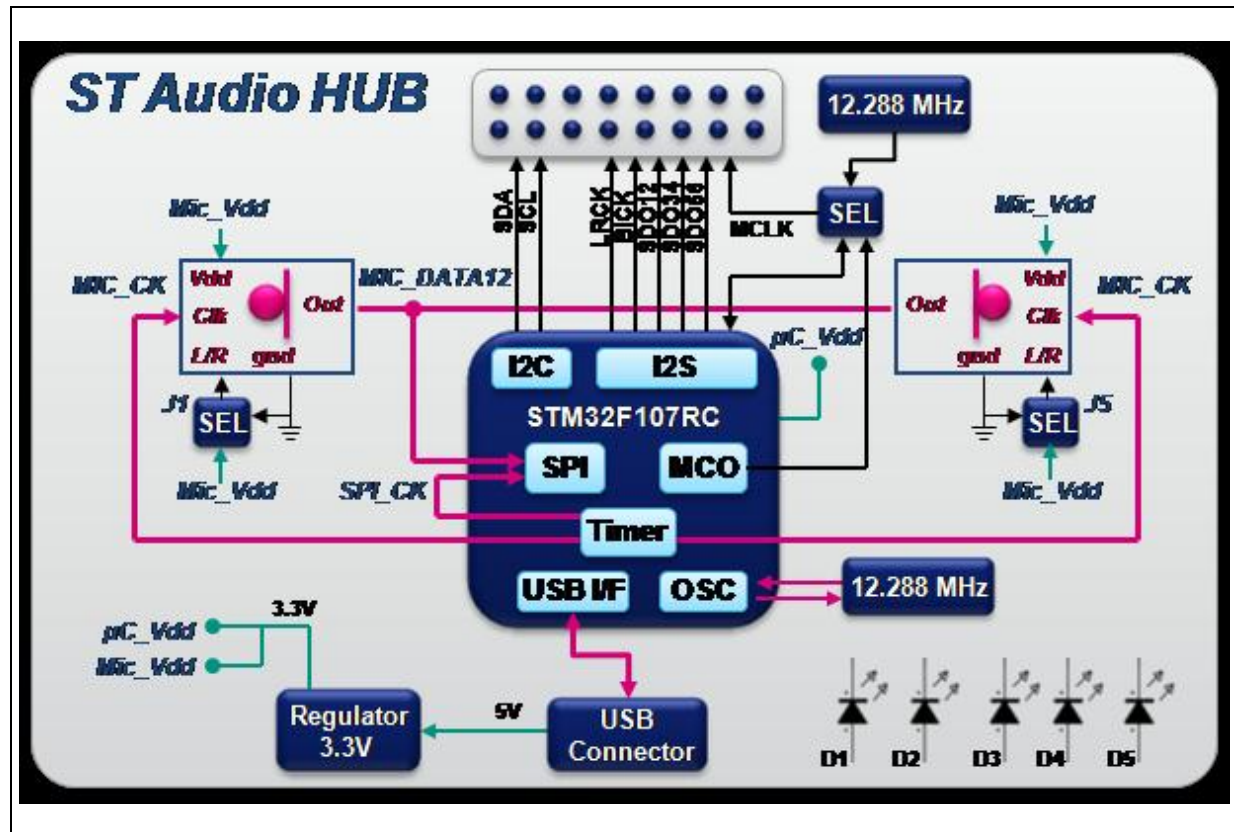 ST Audio HUB
12.288 MHz
SDA
SCL
LRCK
BICK
SDO12
SDO34
SDO56
MCLK
SEL
Mic_Vdd
MIC_CK
Vdd
Clk
L/R
gnd
Out
MIC_DATA12
J1
SEL
Mic_Vdd
Mic_Vdd
Out
Vdd
Clk
gnd
L/R
MIC_CK
J5
SEL
Mic_Vdd
µC_Vdd
I2C
I2S
STM32F107RC
SPI
MCO
SPI_CK
Timer
USB I/F
OSC
12.288 MHz
3.3V
µC_Vdd
Mic_Vdd
Regulator
3.3V
5V
USB
Connector
D1
D2
D3
D4
D5